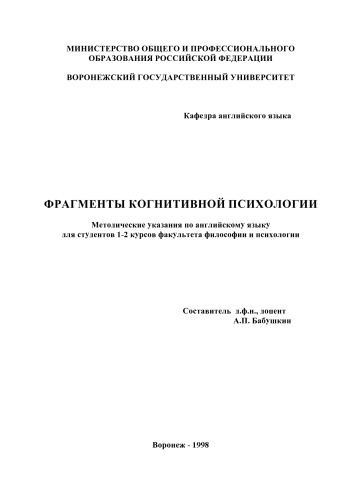 МИНИСТЕРСТВО ОБЩЕГО И ПРОФЕССИОНАЛЬНОГО
ОБРАЗОВАНИЯ РОССИЙСКОЙ ФЕДЕРАЦИИ
ВОРОНЕЖСКИЙ ГОСУДАРСТВЕННЫЙ УНИВЕРСИТЕТ
Кафедра английского языка
ФРАГМЕНТЫ КОГНИТИВНОЙ ПСИХОЛОГИИ
Методические указания по английскому языку
для студентов 1-2 курсов факультета философии и психологии
Составитель д.ф.н., доцент
А.П. Бабушкин
Воронеж - 1998